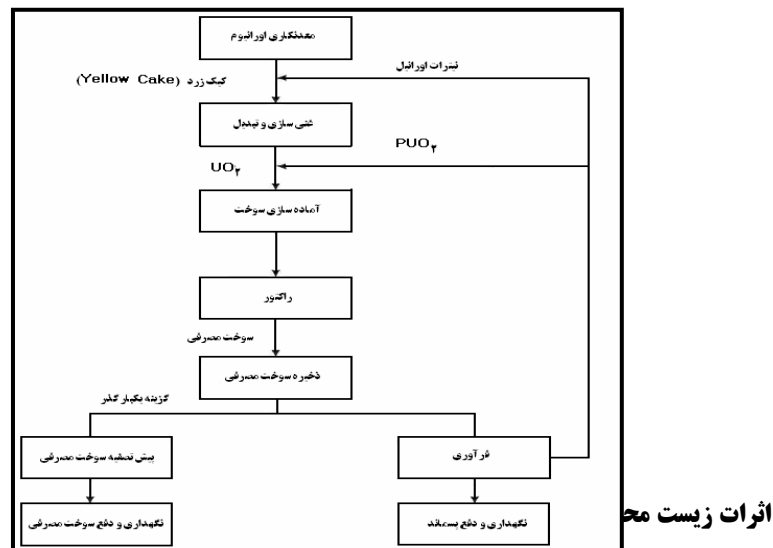 معدنکاری اورانیوم
نیترات اورانیل
کیک زرد (Yellow Cake)
غنی سازی و تبدیل
PUO۲
UO۲
آماده سازی سوخت
راکتور
سوخت مصرفی
ذخیره سوخت مصرفی
گزینه یکبار گذر
فرآوری
پیش تصفیه سوخت مصرفی
نگهداری و دفع پسماند
نگهداری و دفع سوخت مصرفی
اثرات زیست مح